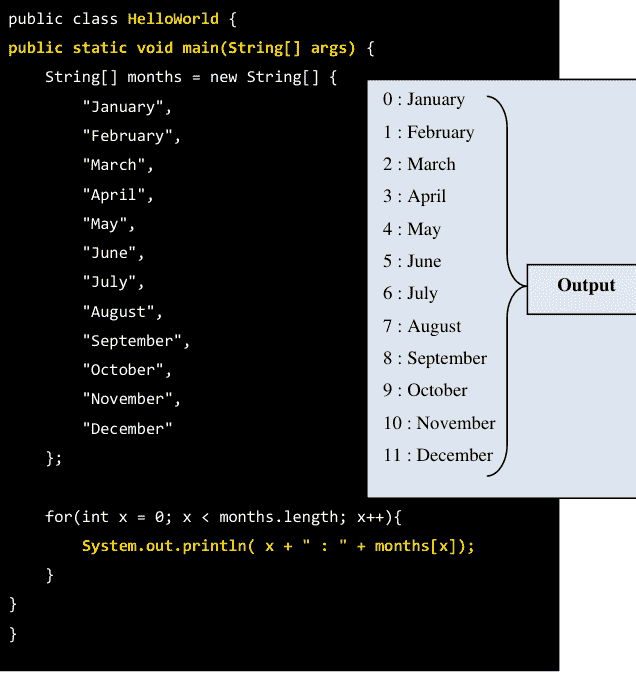 public class HelloWorld {
public static void main(String[] args) {
String[] months = new String[] {
"January",
"February",
"March",
"April",
"May",
"June",
"July",
"August",
"September",
"October",
"November",
"December"
};
for(int x = 0; x < months.length; x++){
System.out.println( x + " : " + months[x]);
}
}
}
0 : January
1 : February
2 : March
3 : April
4 : May
5 : June
6 : July
7 : August
8 : September
9 : October
10 : November
11 : December
Output